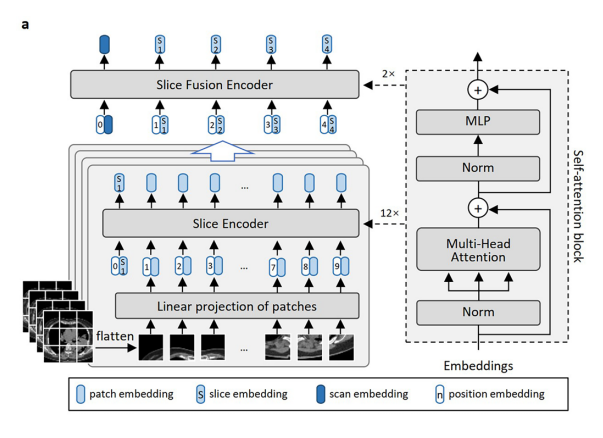 a
S 1 S 2 S 3 S 4
Slice Fusion Encoder
2×
0 1 S 1 2 S 2 3 S 3 4 S 4
MLP
Norm
S 1 ...
Slice Encoder
12×
Multi-Head
Attention
Self-attention block
0 S 1 1 2 3 ... 7 8 9
Linear projection of patches
Norm
flatten
...
Embeddings
patch embedding S slice embedding scan embedding n position embedding